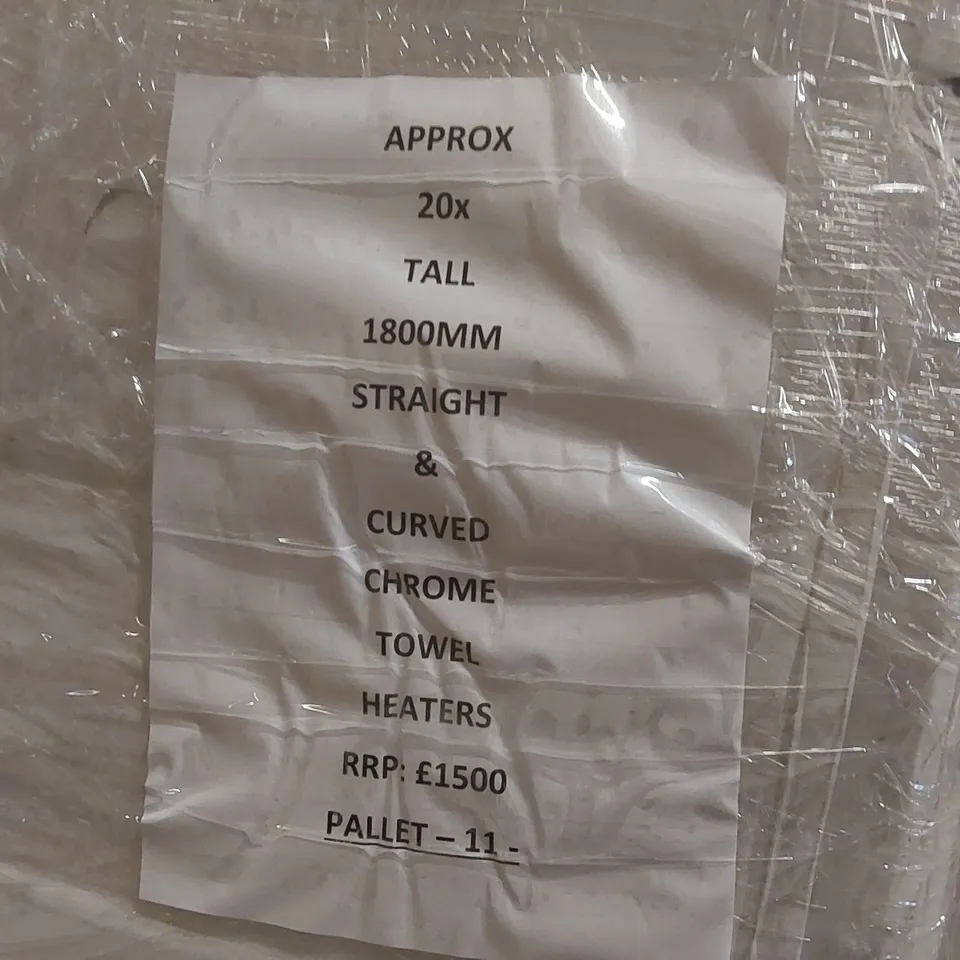 APPROX
20x
TALL
1800MM
STRAIGHT
&
CURVED
CHROME
TOWEL
HEATERS
RRP: £1500
PALLET – 11 -